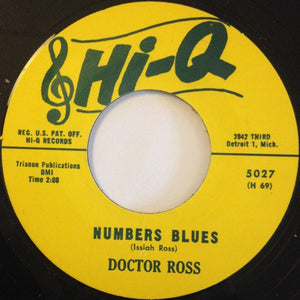 Hi-Q
REG. U.S. PAT. OFF.
HI-Q RECORDS
3942 THIRD
Detroit 1, Mich.
Trianon Publications
BMI
Time 2:08
5027
(H 69)
NUMBERS BLUES
(Issiah Ross)
DOCTOR ROSS